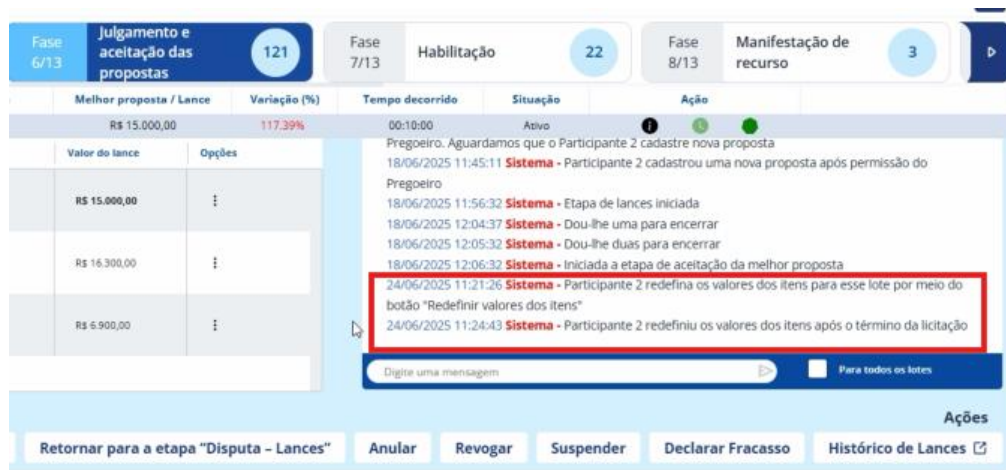 Fase
6/13
Julgamento e
aceitação das
propostas
121
Fase
7/13
Habilitação
22
Fase
8/13
Manifestação de
recurso
3
Melhor proposta / Lance Variação (%) Tempo decorrido Situação Ação
R$ 15.000,00 117.39% 00:10:00 Ativo
Valor do lance Opções
R$ 15.000,00
R$ 16.300,00
R$ 6.900,00
Pregoeiro. Aguardamos que o Participante 2 cadastre nova proposta
18/06/2025 11:45:11 Sistema - Participante 2 cadastrou uma nova proposta após permissão do
Pregoeiro
18/06/2025 11:56:32 Sistema - Etapa de lances iniciada
18/06/2025 12:04:37 Sistema - Dou-lhe uma para encerrar
18/06/2025 12:05:32 Sistema - Dou-lhe duas para encerrar
18/06/2025 12:06:32 Sistema - Iniciada a etapa de aceitação da melhor proposta
24/06/2025 11:21:26 Sistema - Participante 2 redefina os valores dos itens para esse lote por meio do
botão "Redefinir valores dos itens"
24/06/2025 11:24:43 Sistema - Participante 2 redefiniu os valores dos itens após o término da licitação
Digite uma mensagem
Para todos os lotes
Ações
Retornar para a etapa “Disputa – Lances” Anular Revogar Suspender Declarar Fracasso Histórico de Lances